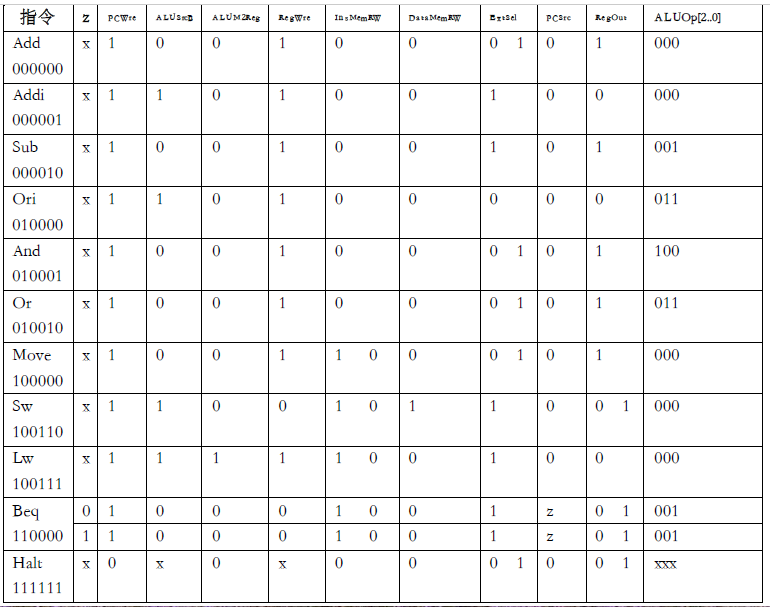 指令 z PCWre ALUSrcB ALUM2Reg RegWre InsMemRW DataMemRW ExtSel PCSrc RegOut ALUOp[2..0]
Add x 1 0 0 1 0 0 0 1 0 1 000
000000
Addi x 1 1 0 1 0 0 1 0 0 000
000001
Sub x 1 0 0 1 0 0 1 0 1 001
000010
Ori x 1 1 0 1 0 0 0 0 0 011
010000
And x 1 0 0 1 0 0 0 1 0 1 100
010001
Or x 1 0 0 1 0 0 0 1 0 1 011
010010
Move x 1 0 0 1 1 0 0 0 1 0 1 000
100000
Sw x 1 1 0 0 1 0 1 1 0 0 1 000
100110
Lw x 1 1 1 1 1 0 0 1 0 0 000
100111
Beq 0 1 0 0 0 1 0 0 1 z 0 1 001
110000 1 1 0 0 0 1 0 0 1 z 0 1 001
Halt x 0 x 0 x 0 0 0 1 0 0 1 xxx
111111